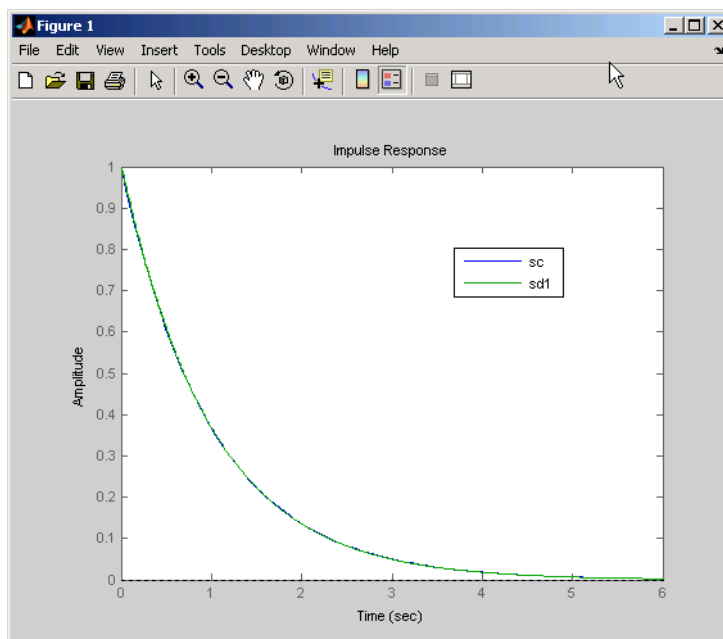 Figure 1
File Edit View Insert Tools Desktop Window Help
Impulse Response
1
0.9
0.8
0.7
0.6
0.5
0.4
0.3
0.2
0.1
0
Amplitude
sc
sd1
0 1 2 3 4 5 6
Time (sec)